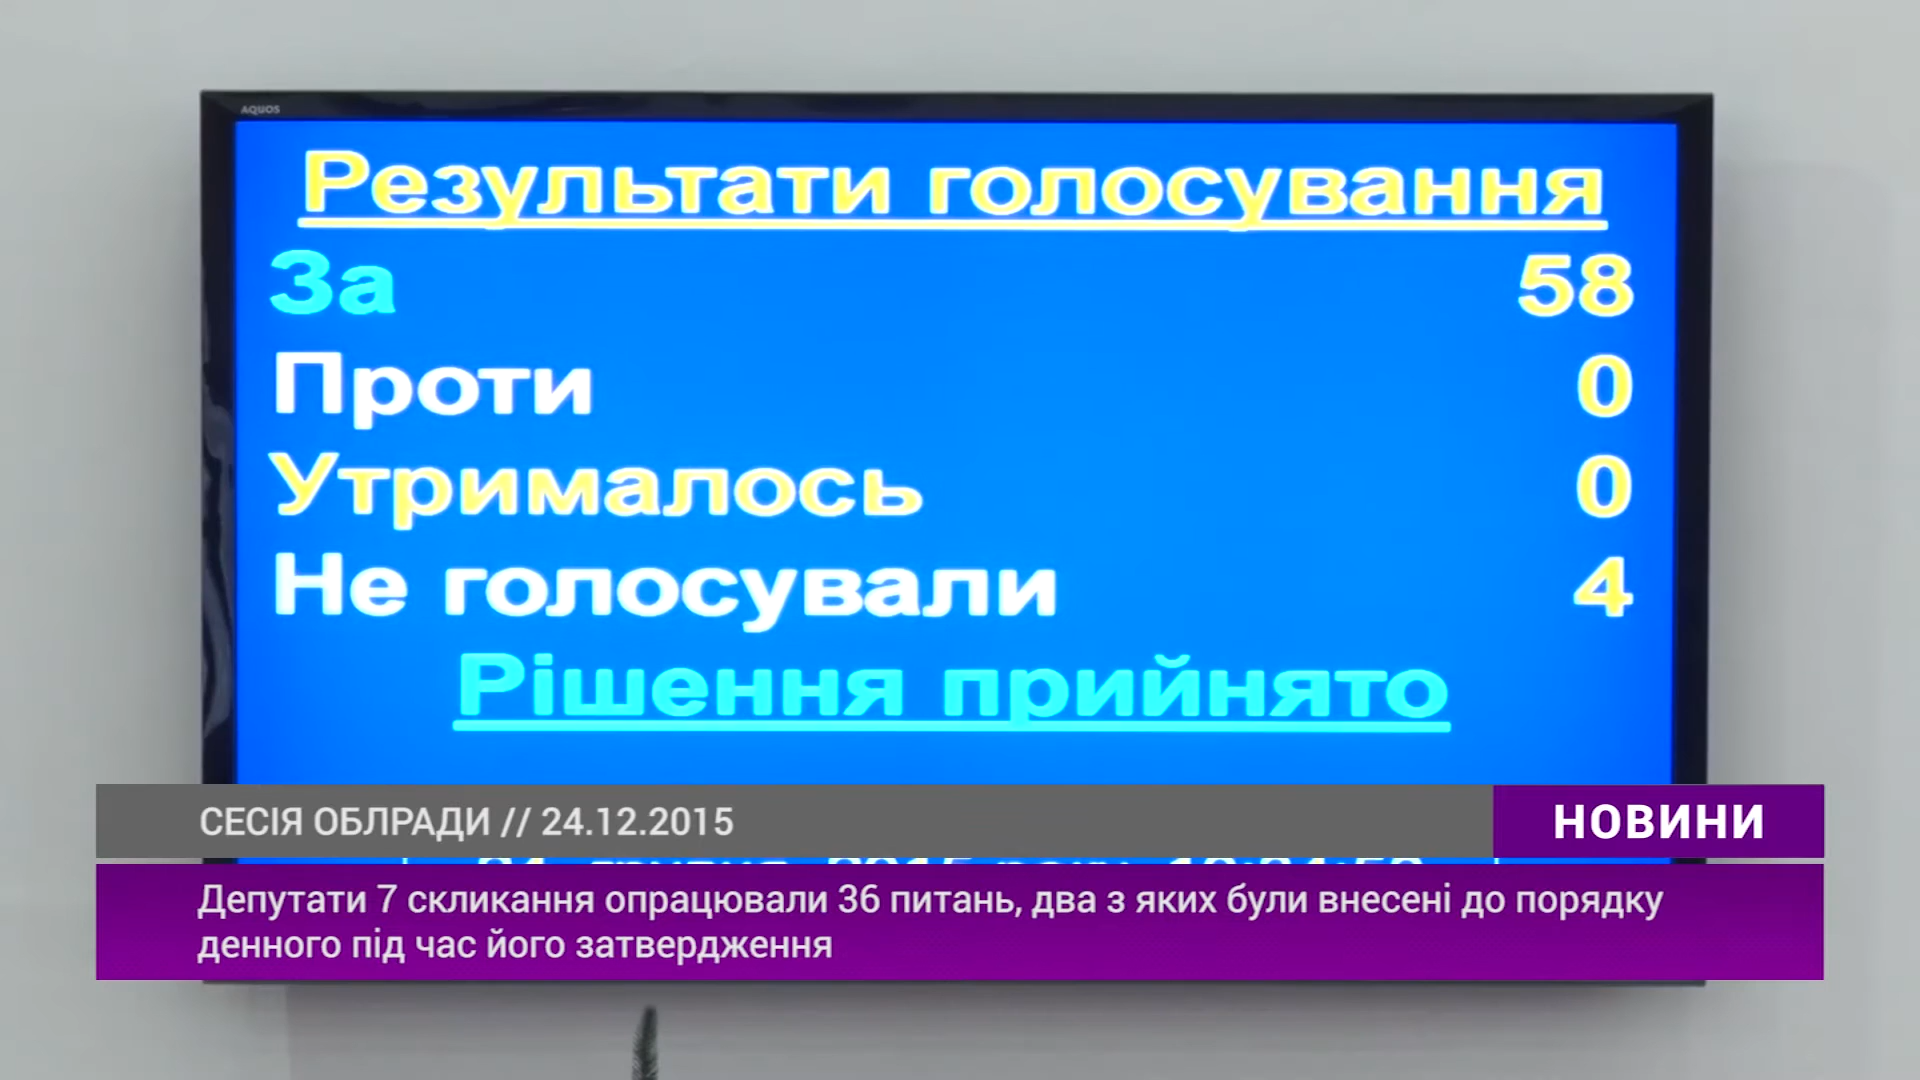 AQUOS
Результати голосування
За 58
Проти 0
Утрималось 0
Не голосували 4
Рішення прийнято
СЕСІЯ ОБЛРАДИ // 24.12.2015
НОВИНИ
Депутати 7 скликання опрацювали 36 питань, два з яких були внесені до порядку
денного під час його затвердження